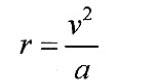 r = v²/a